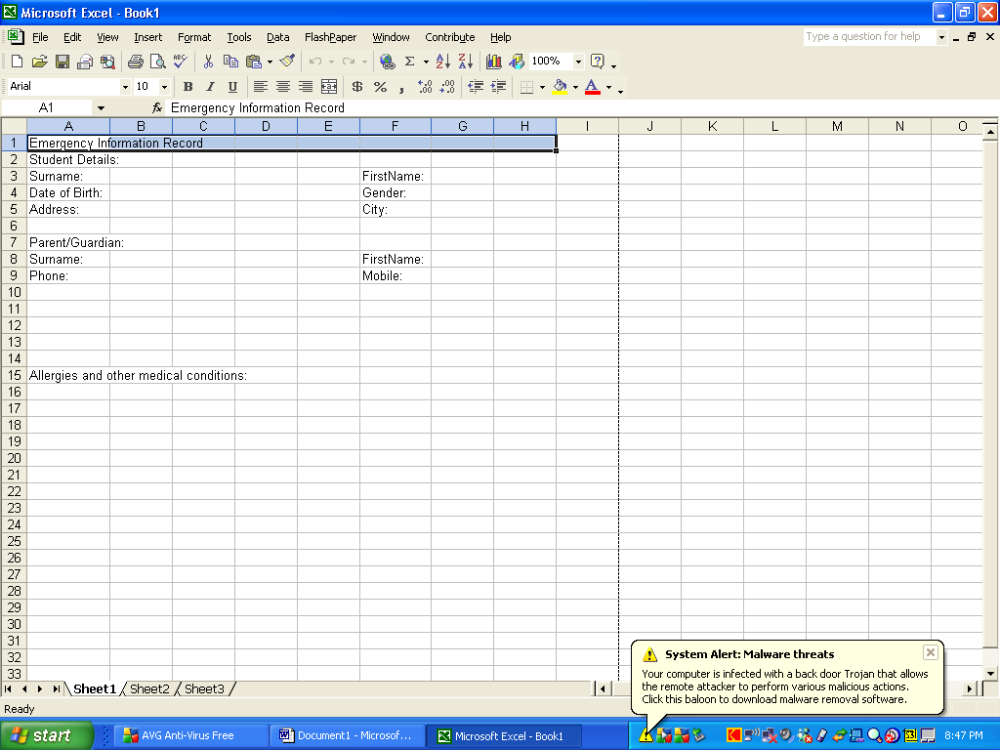 Microsoft Excel - Book1
File Edit View Insert Format Tools Data FlashPaper Window Contribute Help Type a question for help
100%
Arial 10 B I U $ % ,
A1 fx Emergency Information Record
A B C D E F G H I J K L M N O
1 Emergency Information Record
2 Student Details:
3 Surname: FirstName:
4 Date of Birth: Gender:
5 Address: City:
6
7 Parent/Guardian:
8 Surname: FirstName:
9 Phone: Mobile:
10
11
12
13
14
15 Allergies and other medical conditions:
16
17
18
19
20
21
22
23
24
25
26
27
28
29
30
31
32
33
System Alert: Malware threats
Your computer is infected with a back door Trojan that allows
the remote attacker to perform various malicious actions.
Click this baloon to download malware removal software.
Sheet1 Sheet2 Sheet3
Ready
start AVG Anti-Virus Free Document1 - Microsof... Microsoft Excel - Book1 8:47 PM